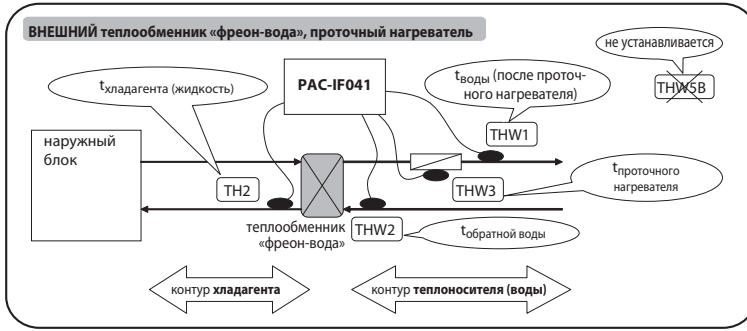 ВНЕШНИЙ теплообменник «фреон-вода», проточный нагреватель
не устанавливается
THW5B
PAC-IF041
tводы (после проточ-
ного нагревателя)
THW1
tхладагента (жидкость)
наружный
блок
TH2
THW3
tпроточного
нагревателя
теплообменник
«фреон-вода»
THW2
tобратной воды
контур хладагента
контур теплоносителя (воды)